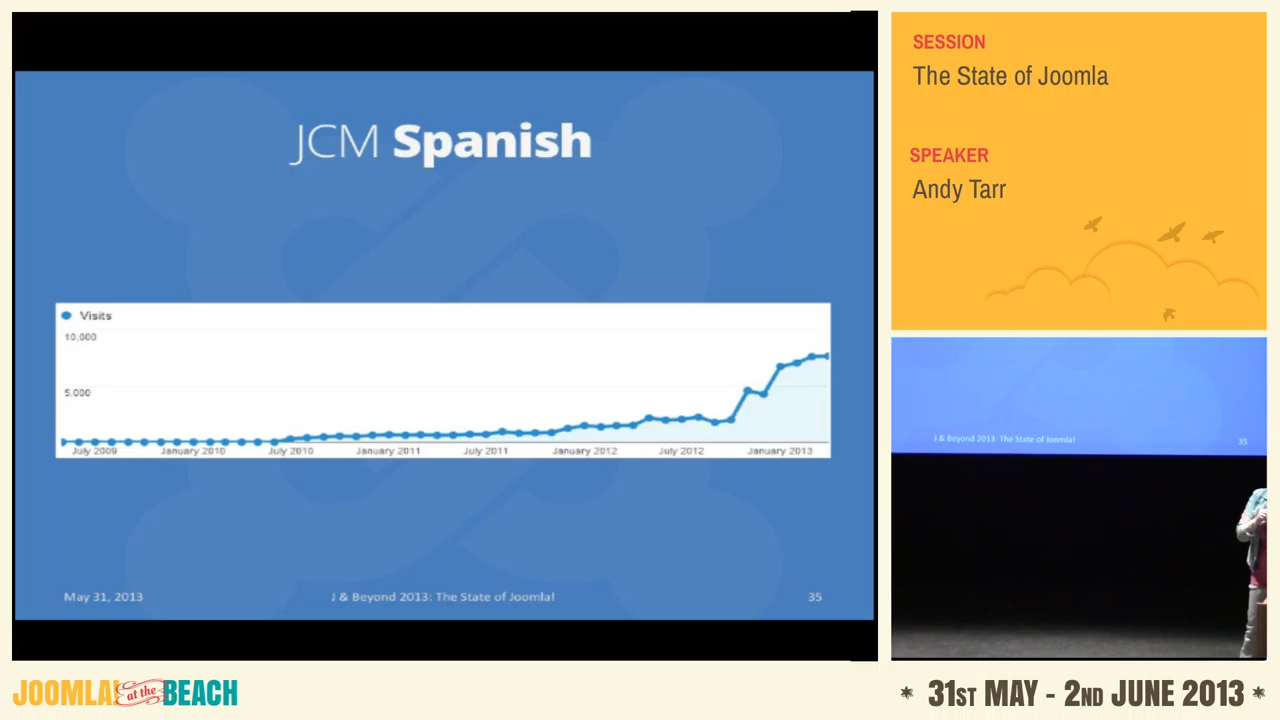 JCM Spanish
Visits
10,000
5,000
July 2009 January 2010 July 2010 January 2011 July 2011 January 2012 July 2012 January 2013
May 31, 2013 J & Beyond 2013: The State of Joomla! 35
SESSION
The State of Joomla
SPEAKER
Andy Tarr
J & Beyond 2013: The State of Joomla! 35
JOOMLA! at the BEACH
* 31ST MAY - 2ND JUNE 2013 *